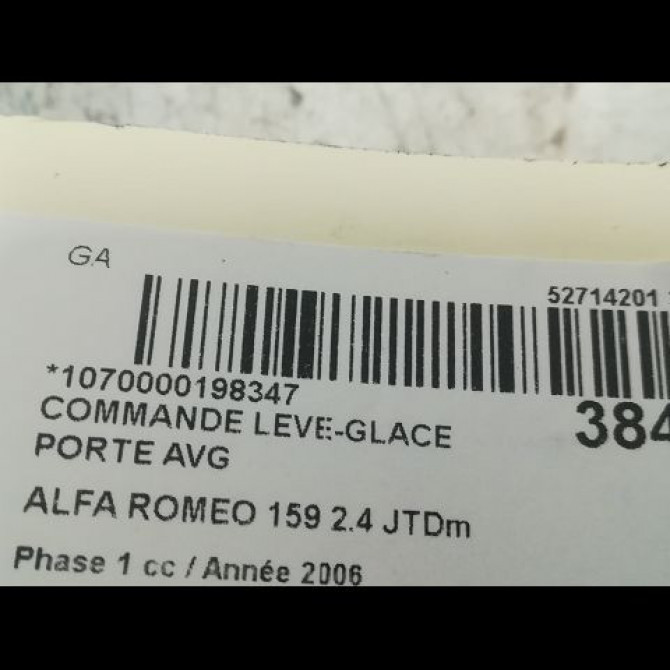 GA
52714201
*1070000198347
COMMANDE LEVE-GLACE
384
PORTE AVG
ALFA ROMEO 159 2.4 JTDm
Phase 1 cc / Année 2006